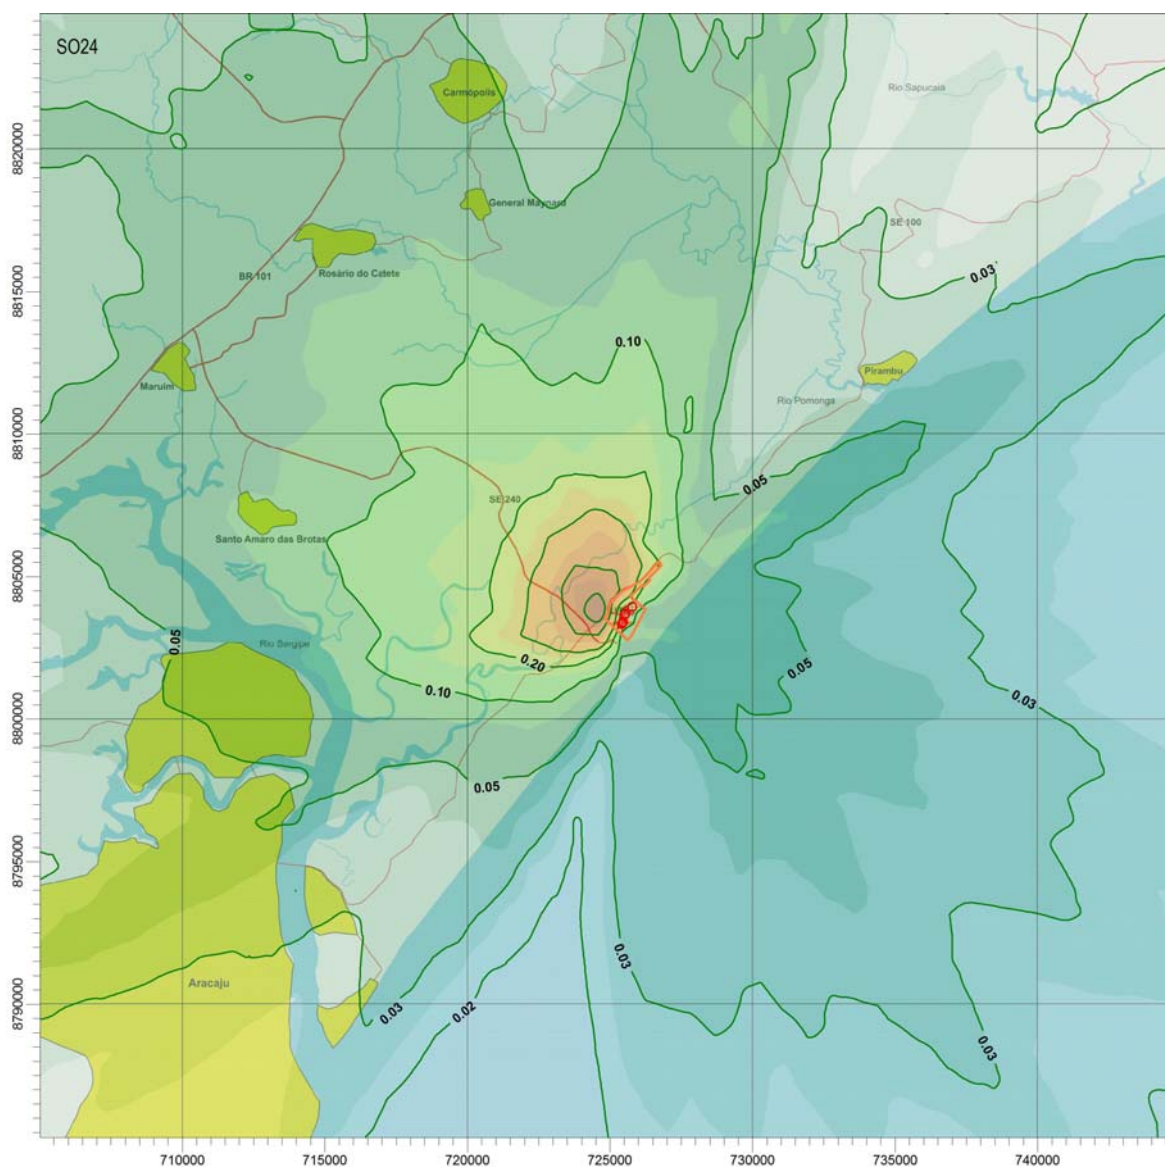 SO24
Rio Sapucaia
Carmópolis
8820000
General Maynard
SE 100
BR 101
Rosário do Catete
0.03
8815000
0.10
Maruim
Pirambu
Rio Pomonga
8810000
0.05
SE 240
Santo Amaro das Brotas
8805000
0.05
Rio Sergipe
0.20
0.05
0.10
0.03
8800000
0.05
8795000
0.03
Aracaju
0.03
0.02
8790000
0.03
710000
715000
720000
725000
730000
735000
740000